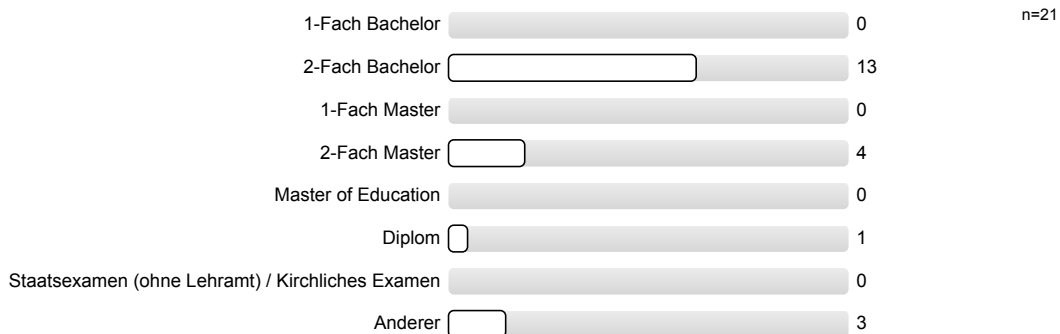 n=21
1-Fach Bachelor 0
2-Fach Bachelor 13
1-Fach Master 0
2-Fach Master 4
Master of Education 0
Diplom 1
Staatsexamen (ohne Lehramt) / Kirchliches Examen 0
Anderer 3